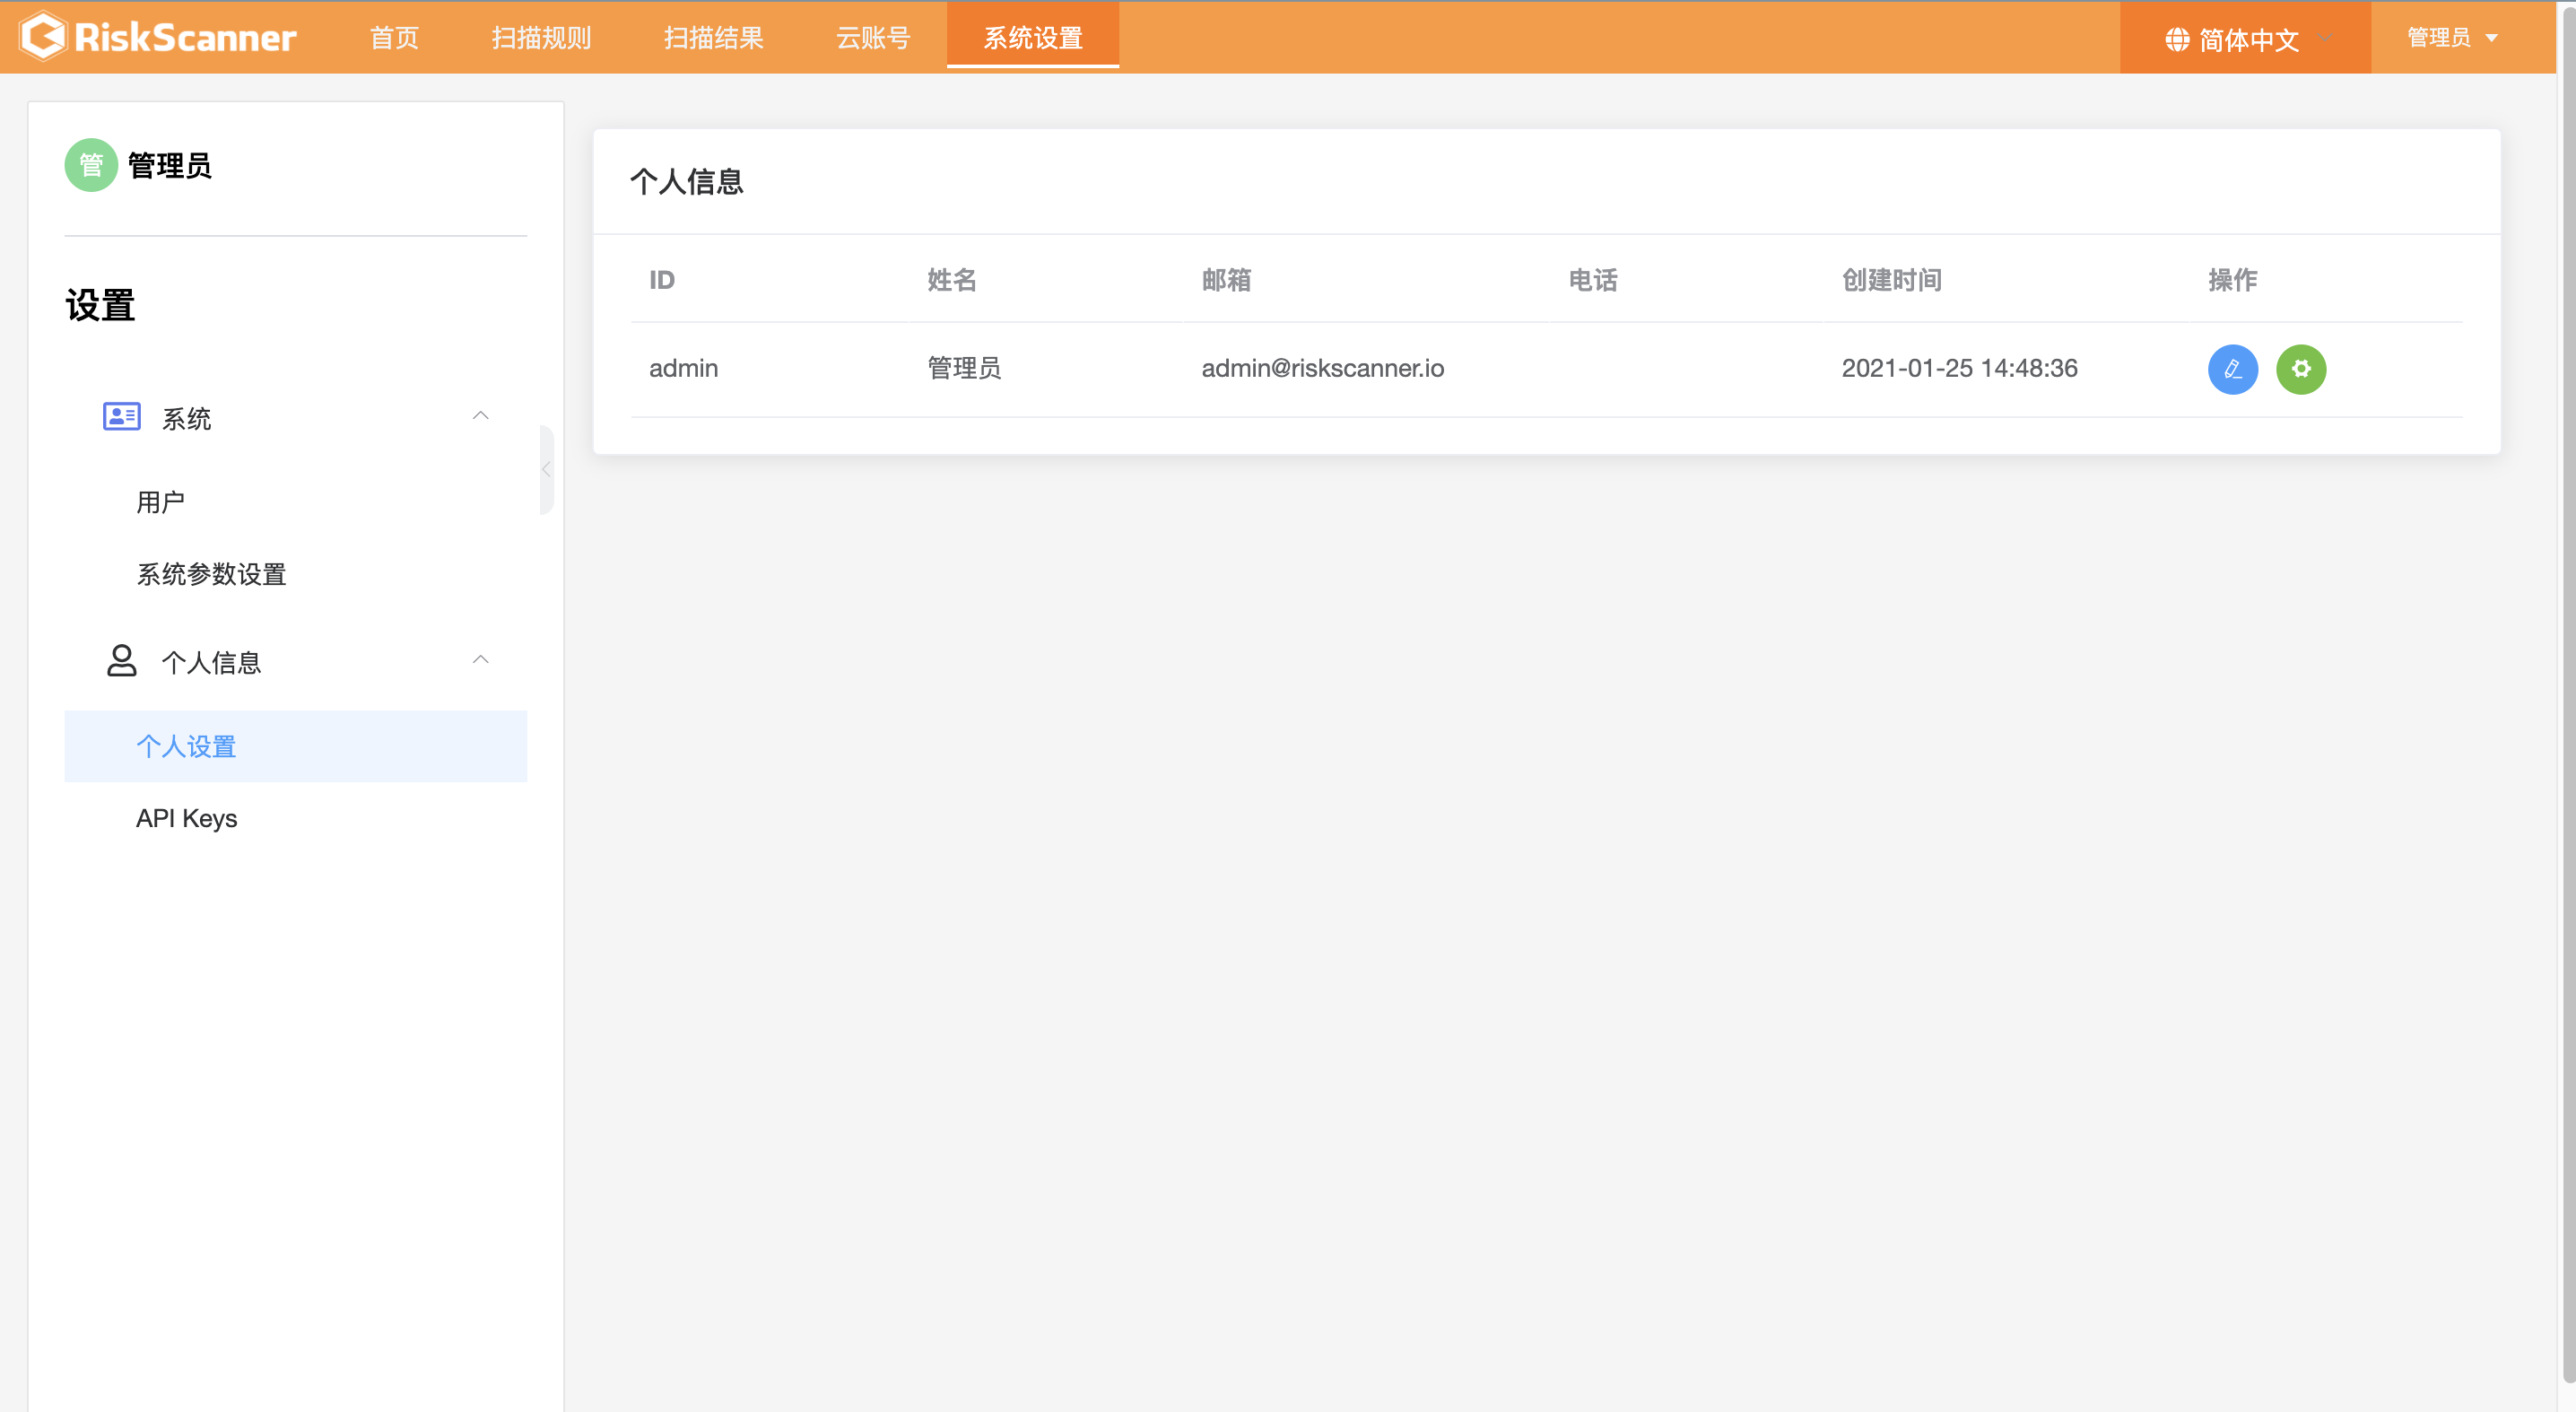 RiskScanner 首页 扫描规则 扫描结果 云账号 系统设置 简体中文 管理员
管 管理员
设置
系统
用户
系统参数设置
个人信息
个人设置
API Keys
个人信息
ID 姓名 邮箱 电话 创建时间 操作
admin 管理员 admin@riskscanner.io 2021-01-25 14:48:36